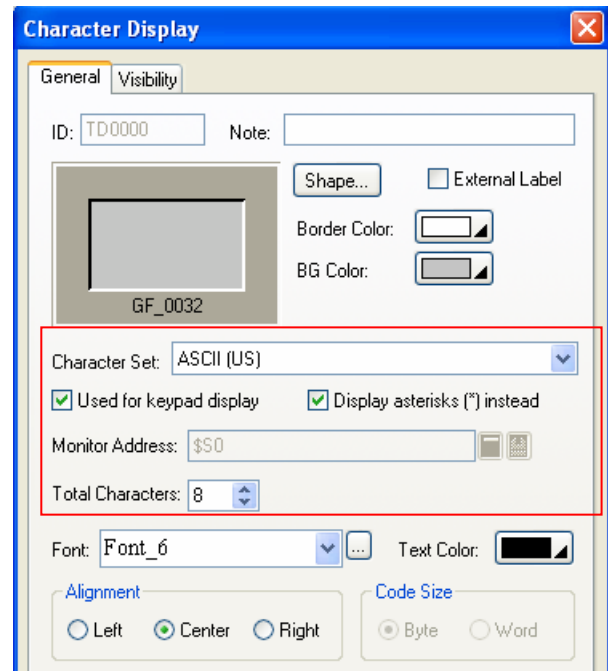 Character Display
General Visibility
ID: TD0000 Note:
Shape... External Label
Border Color:
BG Color:
GF_0032
Character Set: ASCII (US)
Used for keypad display Display asterisks (*) instead
Monitor Address: $S0
Total Characters: 8
Font: Font_6 ... Text Color:
Alignment Code Size
Left Center Right Byte Word